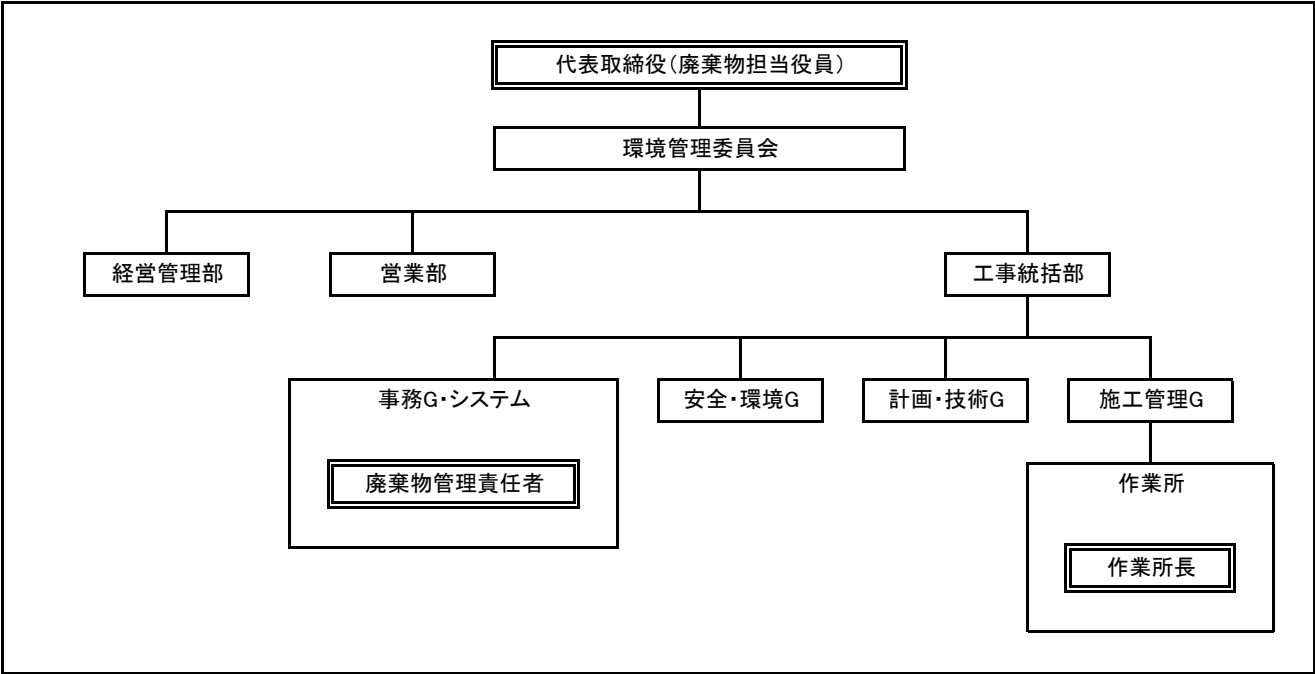 代表取締役（廃棄物担当役員）
環境管理委員会
経営管理部
営業部
工事統括部
事務G・システム
安全・環境G
計画・技術G
施工管理G
廃棄物管理責任者
作業所
作業所長